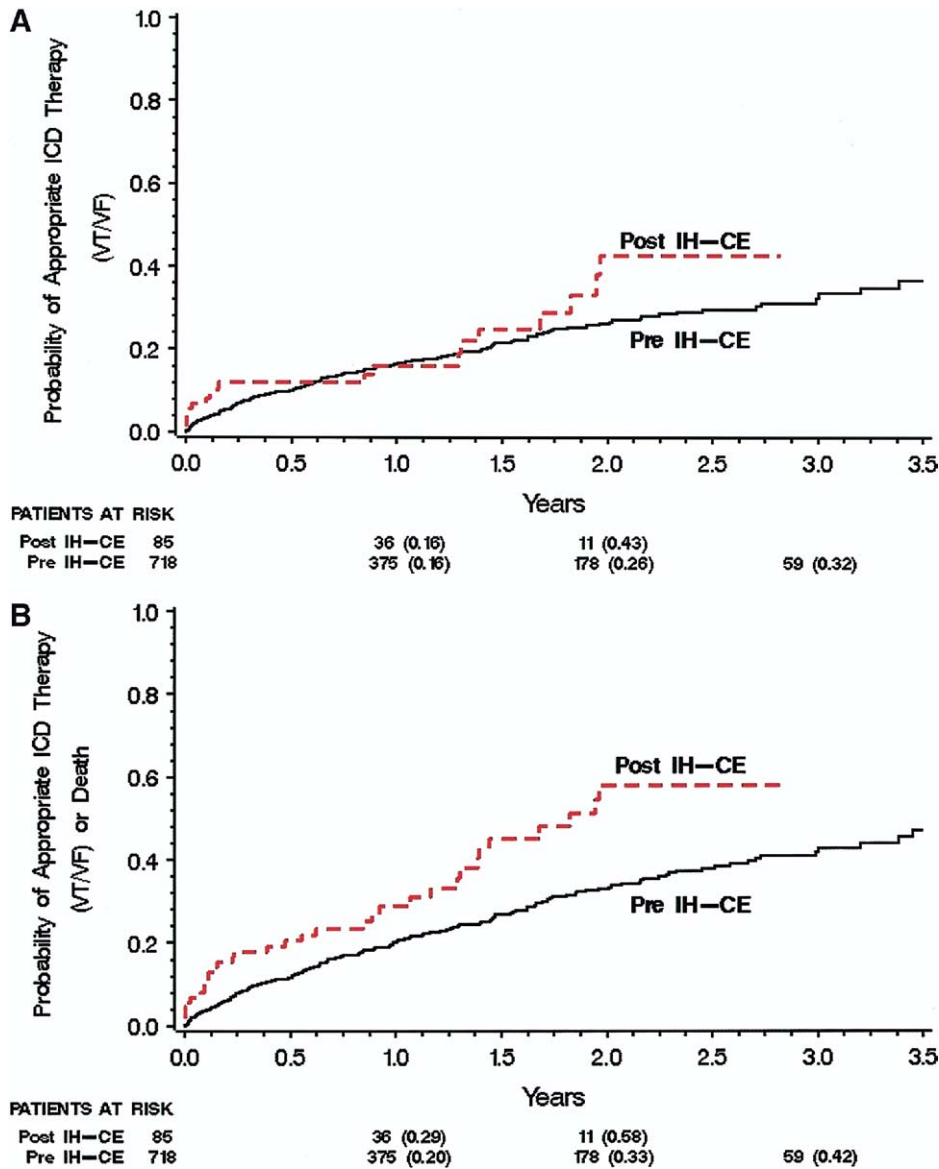 A
Probability of Appropriate ICD Therapy
(VT/VF)
1.0
0.8
0.6
0.4
0.2
0.0
Post IH–CE
Pre IH–CE
0.0 0.5 1.0 1.5 2.0 2.5 3.0 3.5
Years
PATIENTS AT RISK
Post IH–CE 85 36 (0.16) 11 (0.43)
Pre IH–CE 718 375 (0.16) 178 (0.26) 59 (0.32)
B
Probability of Appropriate ICD Therapy
(VT/VF) or Death
1.0
0.8
0.6
0.4
0.2
0.0
Post IH–CE
Pre IH–CE
0.0 0.5 1.0 1.5 2.0 2.5 3.0 3.5
Years
PATIENTS AT RISK
Post IH–CE 85 36 (0.29) 11 (0.58)
Pre IH–CE 718 375 (0.20) 178 (0.33) 59 (0.42)